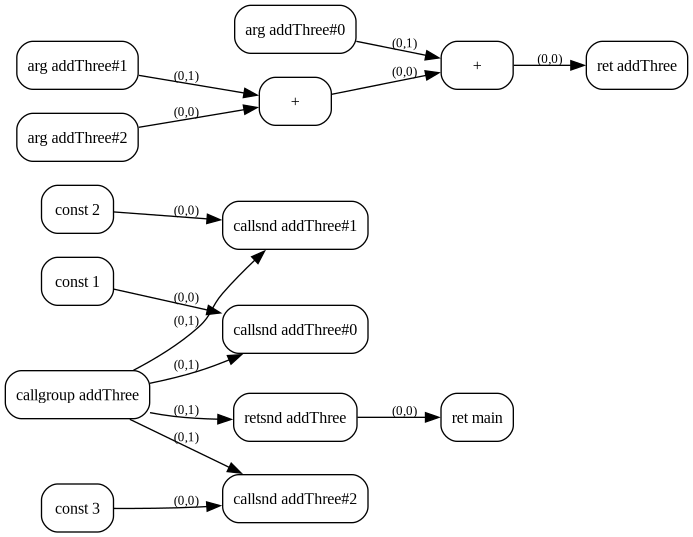 arg addThree#0
arg addThree#1
(0,1)
(0,1)
+
(0,0)
ret addThree
(0,0)
+
(0,0)
arg addThree#2
const 2
(0,0)
callsnd addThree#1
const 1
(0,0)
(0,1)
callsnd addThree#0
(0,1)
callgroup addThree
(0,1)
retsnd addThree
(0,0)
ret main
(0,1)
const 3
(0,0)
callsnd addThree#2